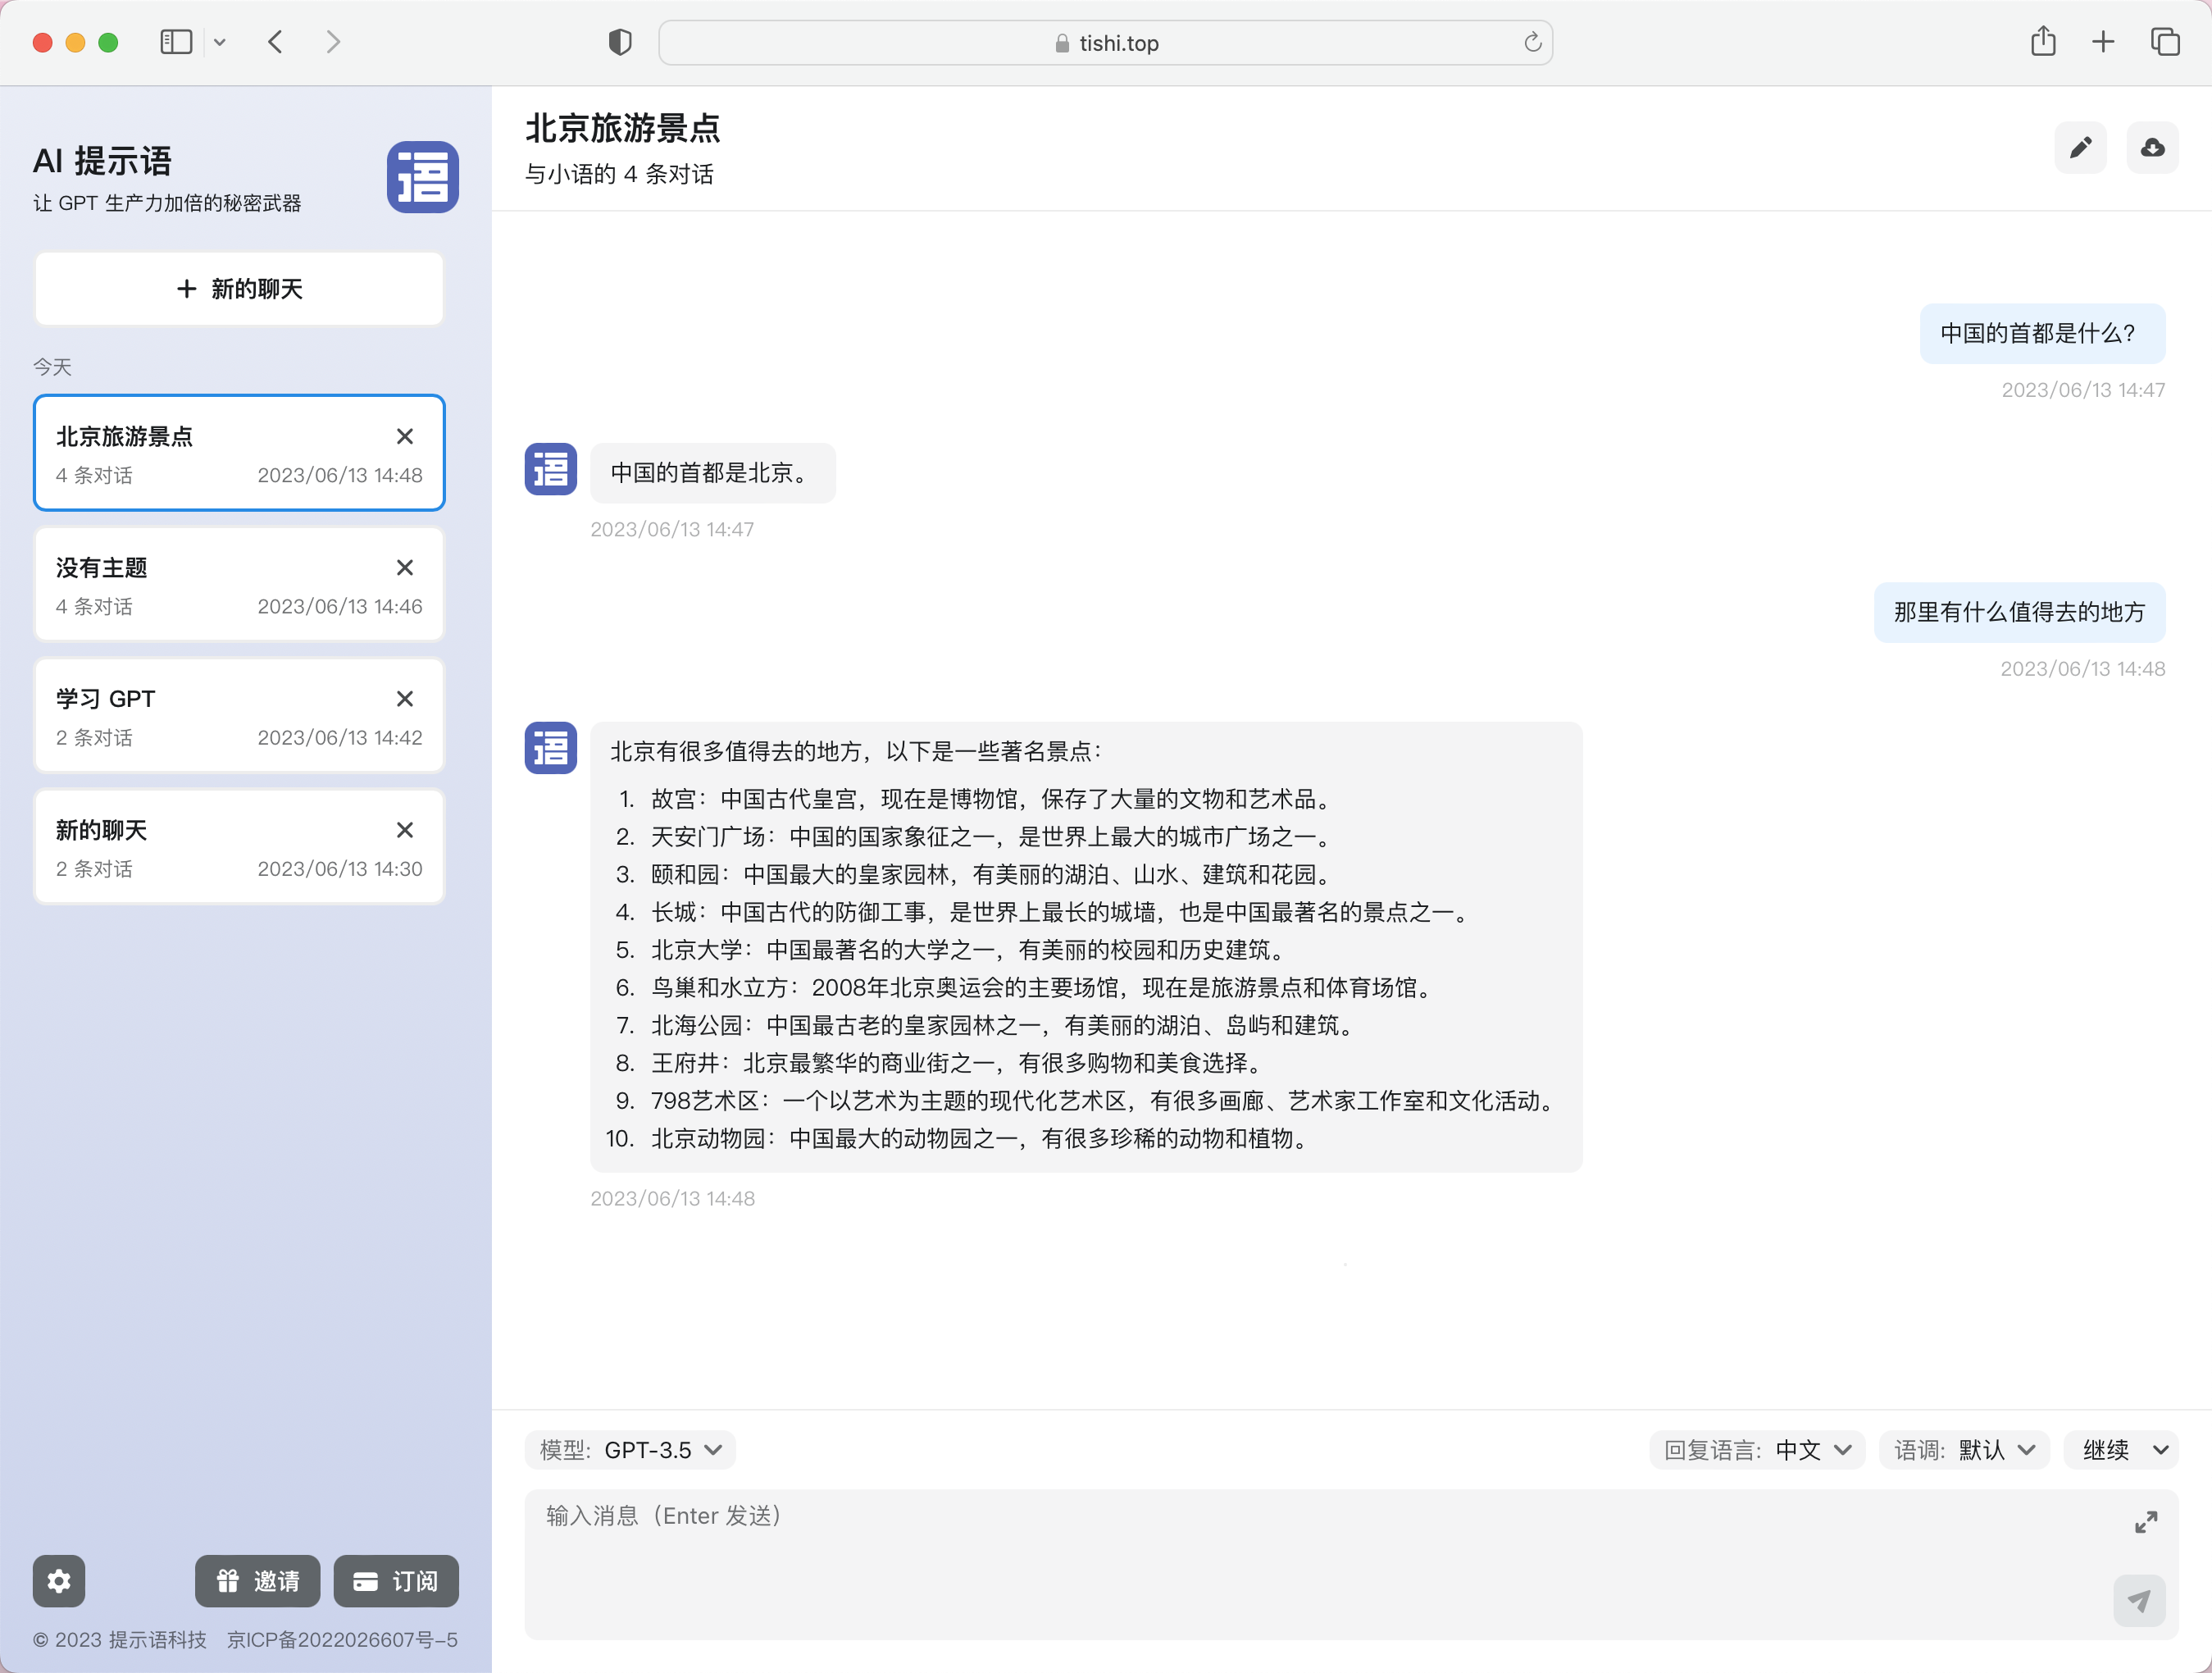 tishi.top
AI 提示语
让 GPT 生产力加倍的秘密武器
语
新的聊天
今天
北京旅游景点
4 条对话 2023/06/13 14:48
没有主题
4 条对话 2023/06/13 14:46
学习 GPT
2 条对话 2023/06/13 14:42
新的聊天
2 条对话 2023/06/13 14:30
邀请 订阅
© 2023 提示语科技 京ICP备2022026607号-5
北京旅游景点
与小语的 4 条对话
中国的首都是什么?
2023/06/13 14:47
语
中国的首都是北京。
2023/06/13 14:47
那里有什么值得去的地方
2023/06/13 14:48
语
北京有很多值得去的地方，以下是一些著名景点：
1. 故宫：中国古代皇宫，现在是博物馆，保存了大量的文物和艺术品。
2. 天安门广场：中国的国家象征之一，是世界上最大的城市广场之一。
3. 颐和园：中国最大的皇家园林，有美丽的湖泊、山水、建筑和花园。
4. 长城：中国古代的防御工事，是世界上最长的城墙，也是中国最著名的景点之一。
5. 北京大学：中国最著名的大学之一，有美丽的校园和历史建筑。
6. 鸟巢和水立方：2008年北京奥运会的主要场馆，现在是旅游景点和体育场馆。
7. 北海公园：中国最古老的皇家园林之一，有美丽的湖泊、岛屿和建筑。
8. 王府井：北京最繁华的商业街之一，有很多购物和美食选择。
9. 798艺术区：一个以艺术为主题的现代化艺术区，有很多画廊、艺术家工作室和文化活动。
10. 北京动物园：中国最大的动物园之一，有很多珍稀的动物和植物。
2023/06/13 14:48
模型: GPT-3.5 回复语言: 中文 语调: 默认 继续
输入消息（Enter 发送）